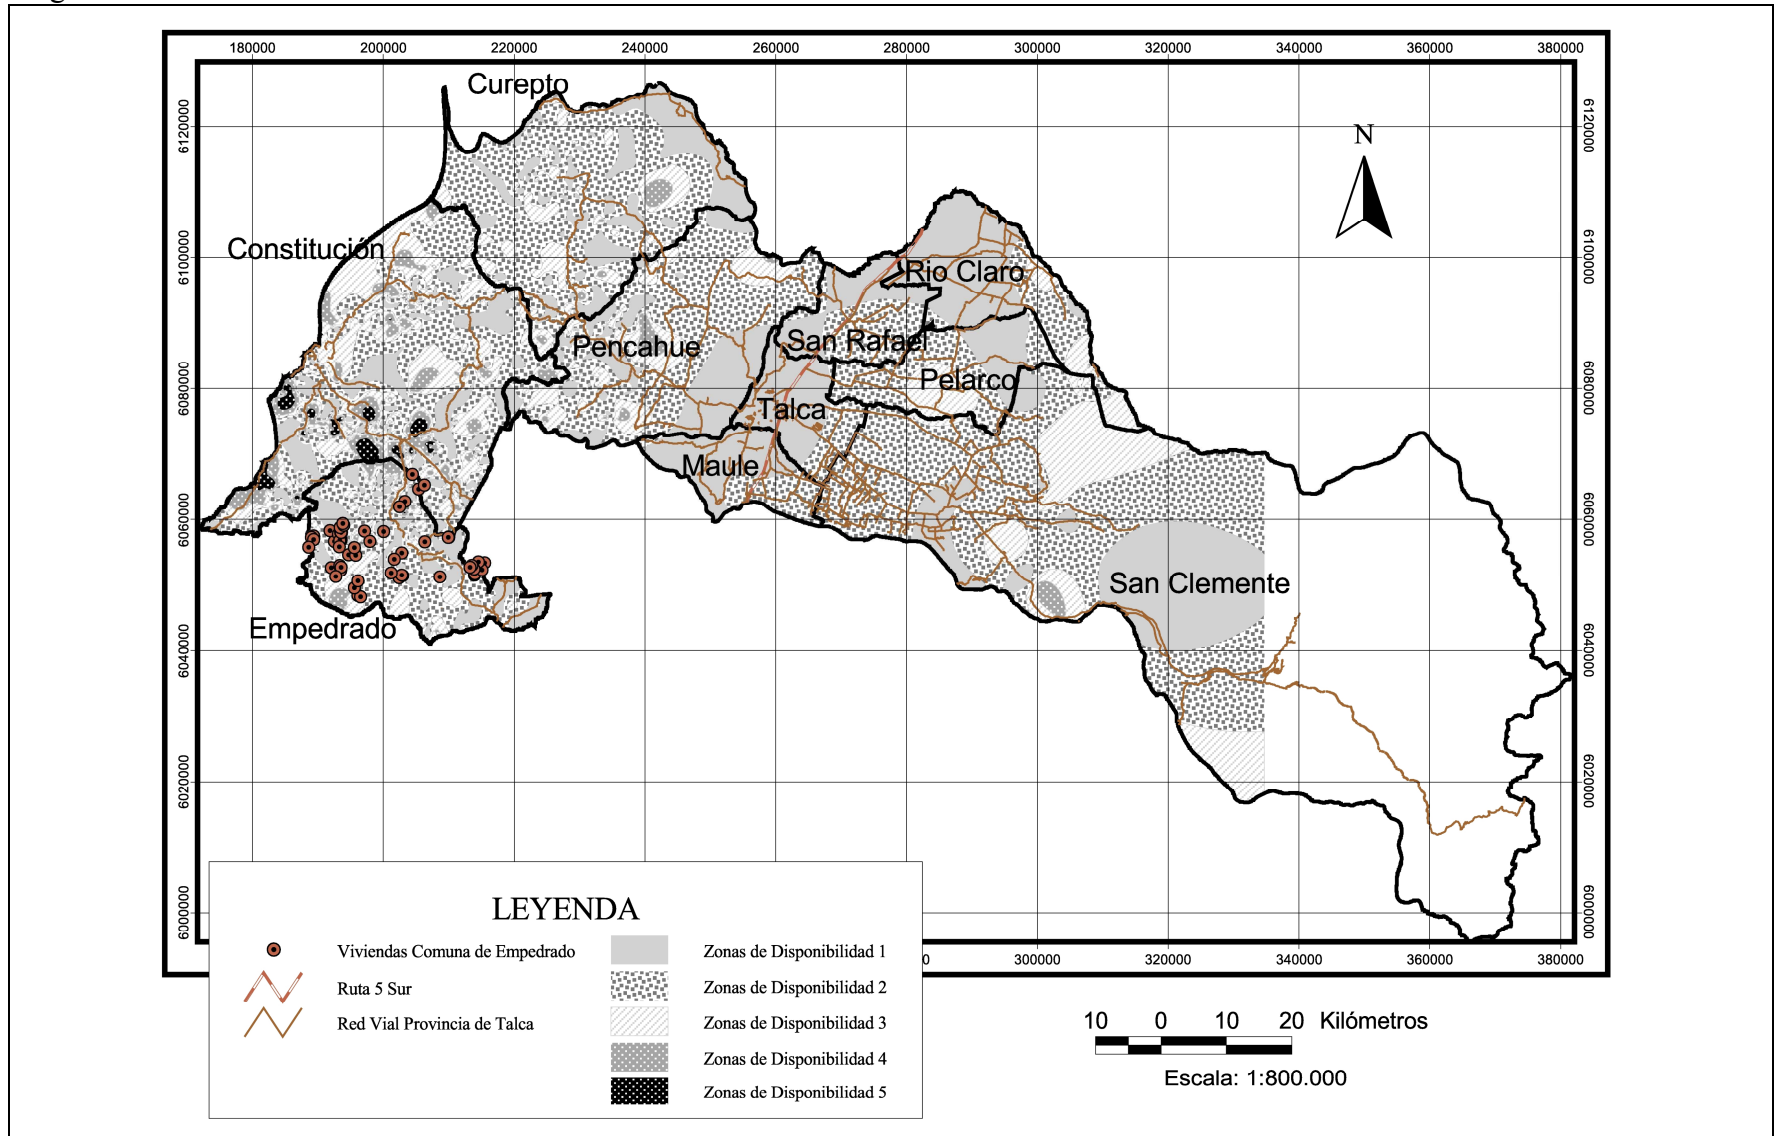 180000 200000 220000 240000 260000 280000 300000 320000 340000 360000 380000
Curepto
6120000 6120000
N
Constitución
6100000 6100000
Rio Claro
San Rafael
Pencahue
Pelarco
6080000 6080000
Talca
Maule
6060000 6060000
San Clemente
Empedrado
6040000 6040000
6020000 6020000
6000000 6000000
LEYENDA
Viviendas Comuna de Empedrado
Ruta 5 Sur
Red Vial Provincia de Talca
Zonas de Disponibilidad 1
Zonas de Disponibilidad 2
Zonas de Disponibilidad 3
Zonas de Disponibilidad 4
Zonas de Disponibilidad 5
0 300000 320000 340000 360000 380000
10 0 10 20 Kilómetros
Escala: 1:800.000